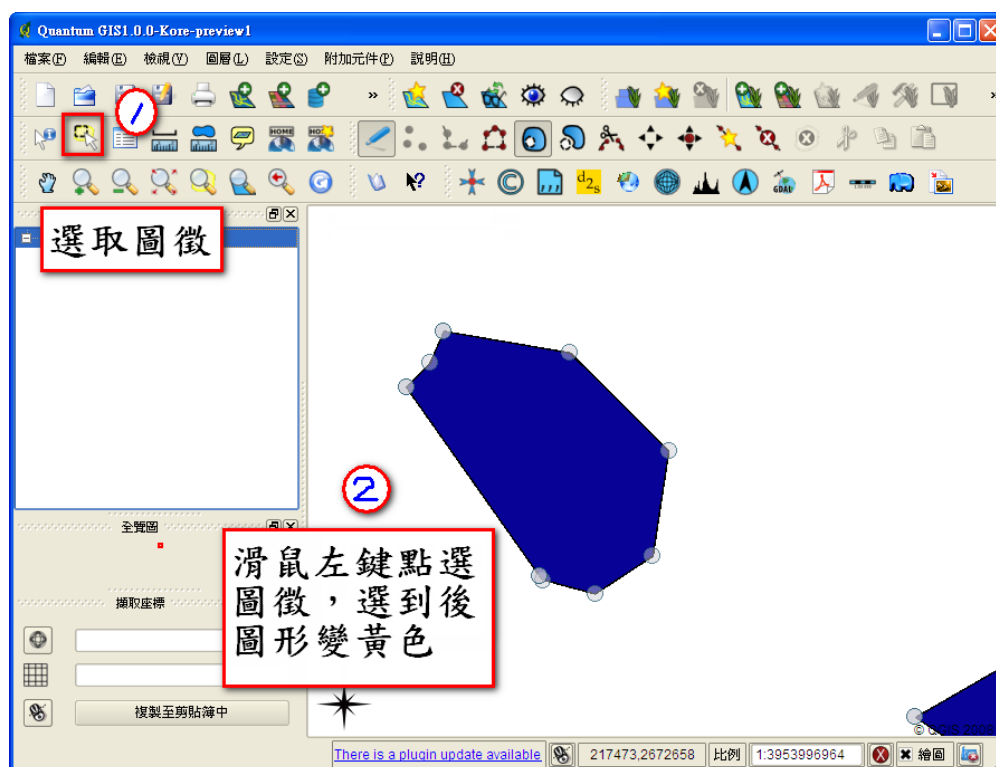 Quantum GIS1.0.0-Kore-preview1
檔案(F) 編輯(E) 檢視(V) 圖層(L) 設定(S) 附加元件(P) 說明(H)
1
選取圖徵
全覽圖
2
滑鼠左鍵點選
圖徵，選到後
圖形變黃色
擷取座標
複製至剪貼簿中
There is a plugin update available 217473,2672658 比例 1:3953996964 繪圖